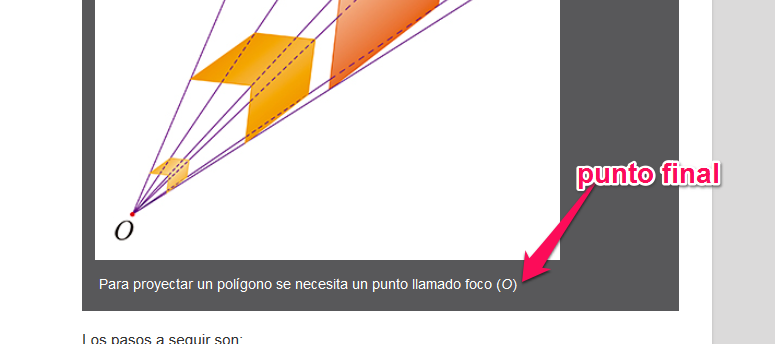 punto final
O
Para proyectar un polígono se necesita un punto llamado foco (O)
Los pasos a seguir son: